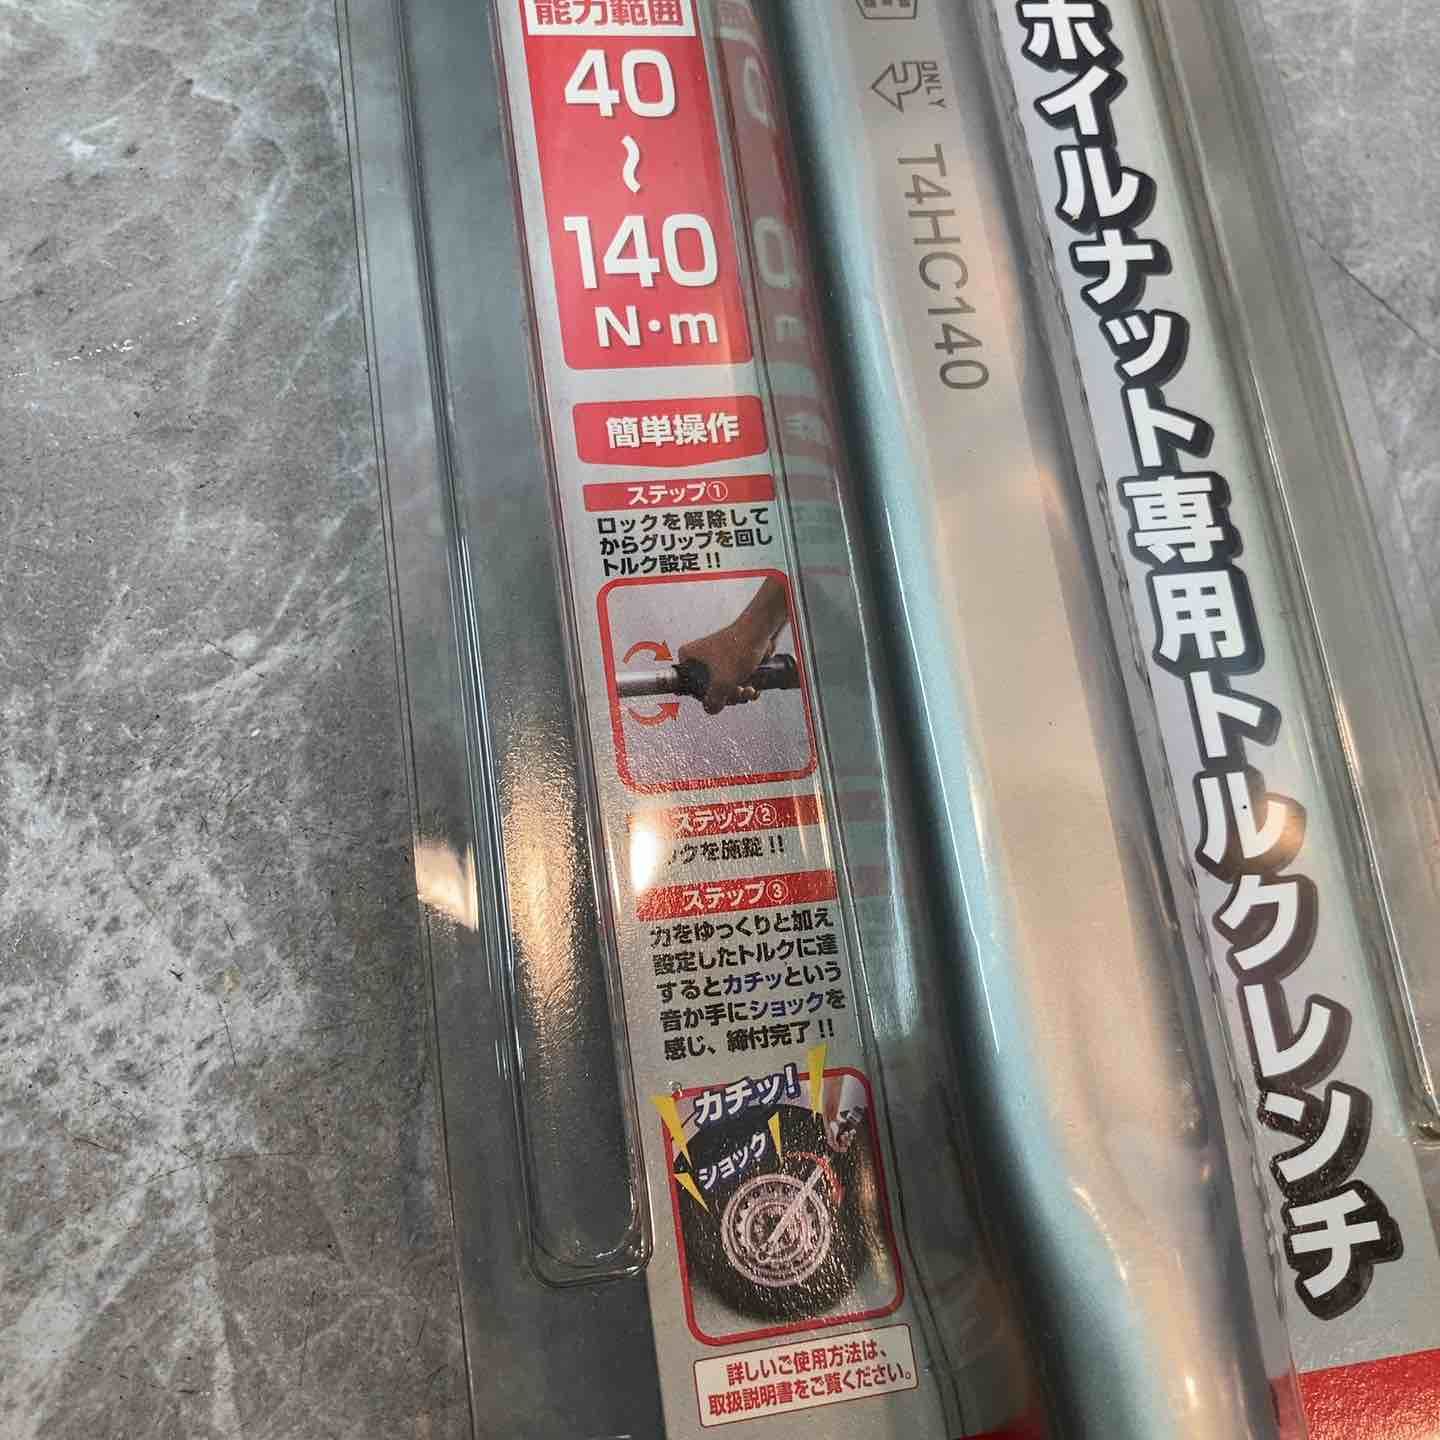 能力範囲
40
~
140
N・m
簡単操作
ステップ①
ロックを解除して
からグリップを回し
トルク設定!!
ステップ②
ックを施錠!!
ステップ③
力をゆっくりと加え
設定したトルクに達
するとカチッという
音か手にショックを
感じ、締付完了!!
カチッ!
ショック
詳しいご使用方法は、
取扱説明書をご覧ください。
ONLY
T4HC140
ホイルナット専用トルクレンチ